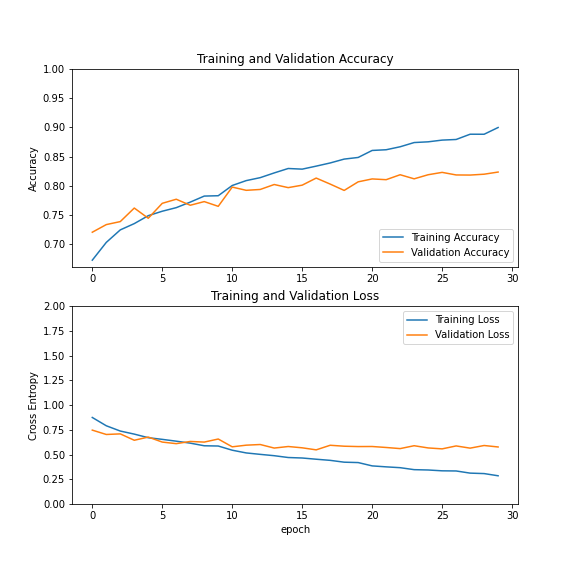 Training and Validation Accuracy
1.00
0.95
0.90
0.85
0.80
0.75
0.70
Accuracy
Training Accuracy
Validation Accuracy
0 5 10 15 20 25 30
Training and Validation Loss
2.00
1.75
1.50
1.25
1.00
0.75
0.50
0.25
0.00
Cross Entropy
Training Loss
Validation Loss
0 5 10 15 20 25 30
epoch